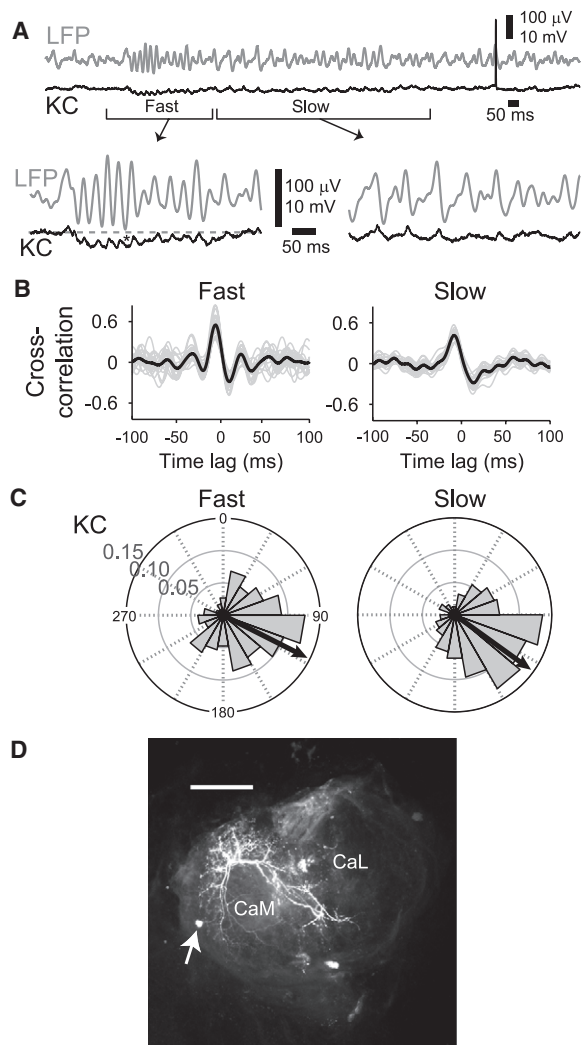 A
LFP
KC
100 µV
10 mV
50 ms
Fast
Slow
LFP
KC
*
100 µV
10 mV
50 ms
B
Fast
Slow
Cross-
correlation
0.6
0
-0.6
-100
-50
0
50
100
Time lag (ms)
0.6
0
-0.6
-100
-50
0
50
100
Time lag (ms)
C
Fast
Slow
KC
0.15
0.10
0.05
0
90
180
270
D
CaL
CaM